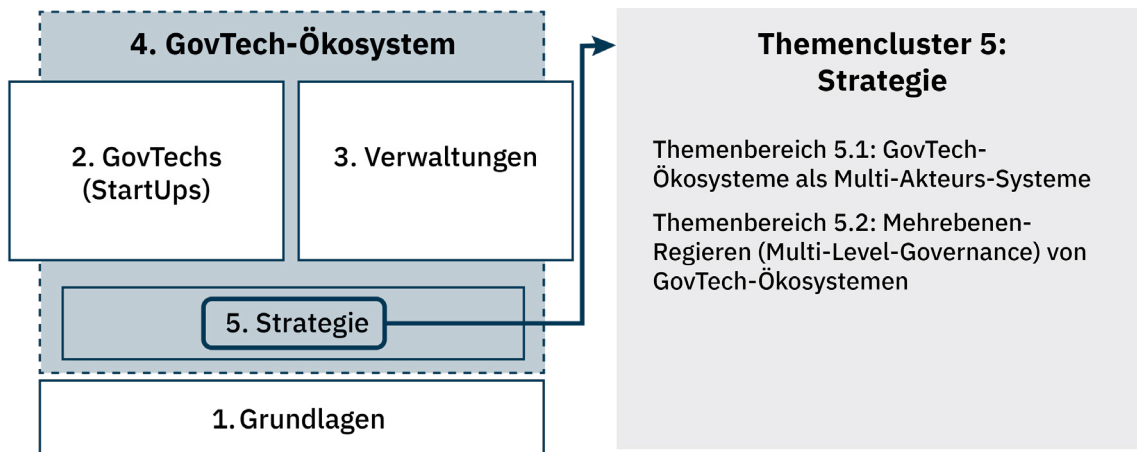 4. GovTech-Ökosystem
2. GovTechs
(StartUps)
3. Verwaltungen
5. Strategie
1. Grundlagen
Themencluster 5:
Strategie
Themenbereich 5.1: GovTech-
Ökosysteme als Multi-Akteurs-Systeme
Themenbereich 5.2: Mehrebenen-
Regieren (Multi-Level-Governance) von
GovTech-Ökosystemen